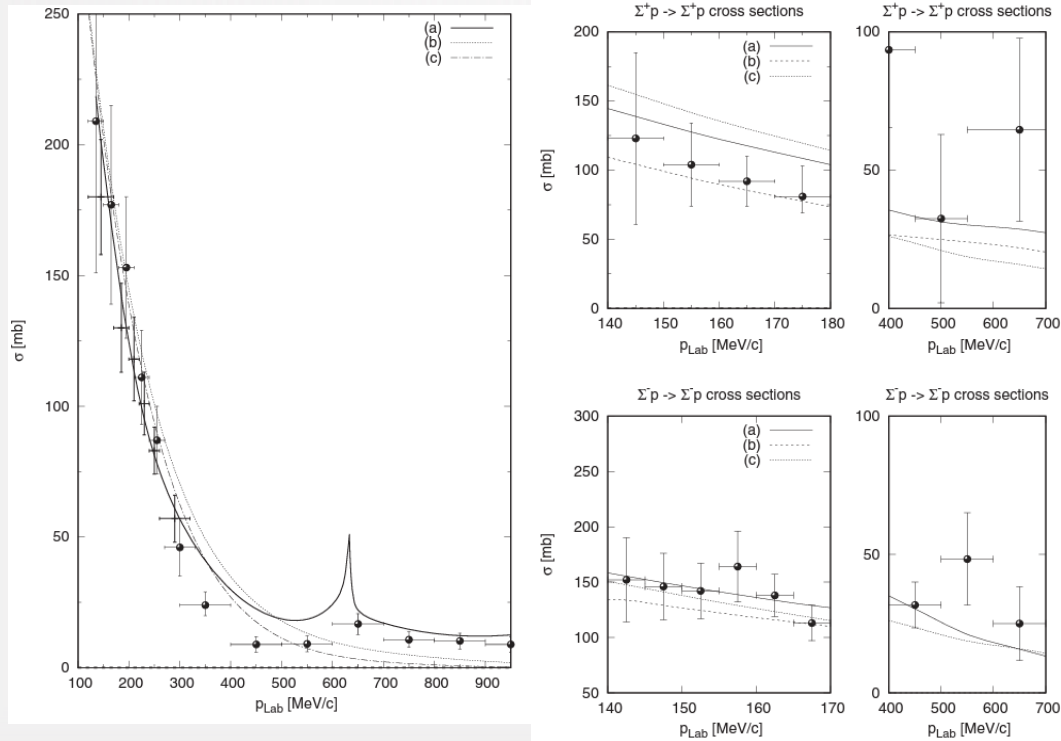 250
200
150
100
50
0
σ [mb]
(a)
(b)
(c)
100 200 300 400 500 600 700 800 900
p_Lab [MeV/c]
Σ⁺p -> Σ⁺p cross sections
200
150
100
50
0
σ [mb]
(a)
(b)
(c)
140 150 160 170 180
p_Lab [MeV/c]
Σ⁺p -> Σ⁺p cross sections
100
50
0
400 500 600 700
p_Lab [MeV/c]
Σ⁻p -> Σ⁻p cross sections
300
250
200
150
100
50
σ [mb]
(a)
(b)
(c)
140 150 160 170
p_Lab [MeV/c]
Σ⁻p -> Σ⁻p cross sections
100
50
0
400 500 600 700
p_Lab [MeV/c]